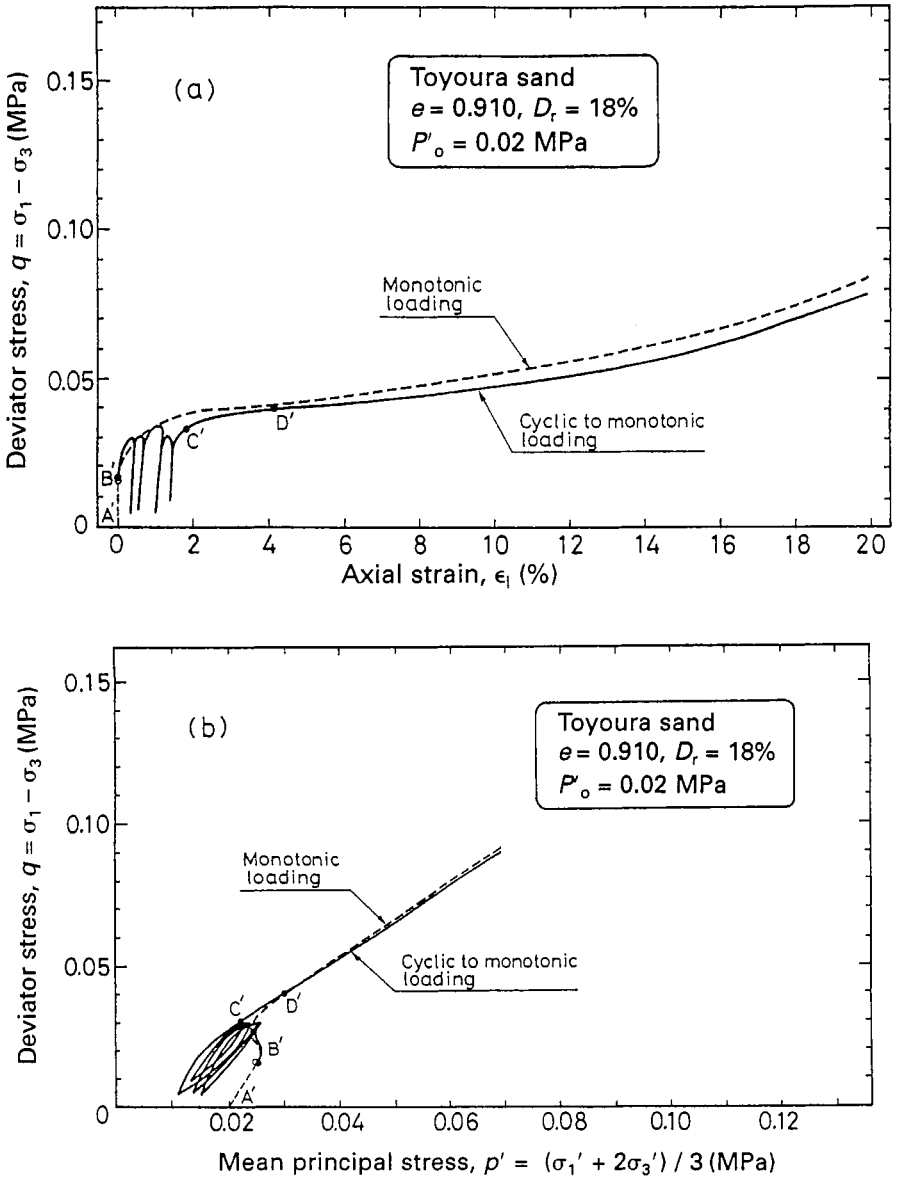 (a)
Toyoura sand
e = 0.910, Dr = 18%
P'o = 0.02 MPa
Deviator stress, q = σ1 − σ3 (MPa)
0.15
0.10
0.05
0
Monotonic
loading
Cyclic to monotonic
loading
A'
B'
C'
D'
0 2 4 6 8 10 12 14 16 18 20
Axial strain, ϵI (%)
(b)
Toyoura sand
e = 0.910, Dr = 18%
P'o = 0.02 MPa
Deviator stress, q = σ1 − σ3 (MPa)
0.15
0.10
0.05
0
Monotonic
loading
Cyclic to monotonic
loading
C'
D'
B'
A'
0.02 0.04 0.06 0.08 0.10 0.12
Mean principal stress, p' = (σ1' + 2σ3') / 3 (MPa)